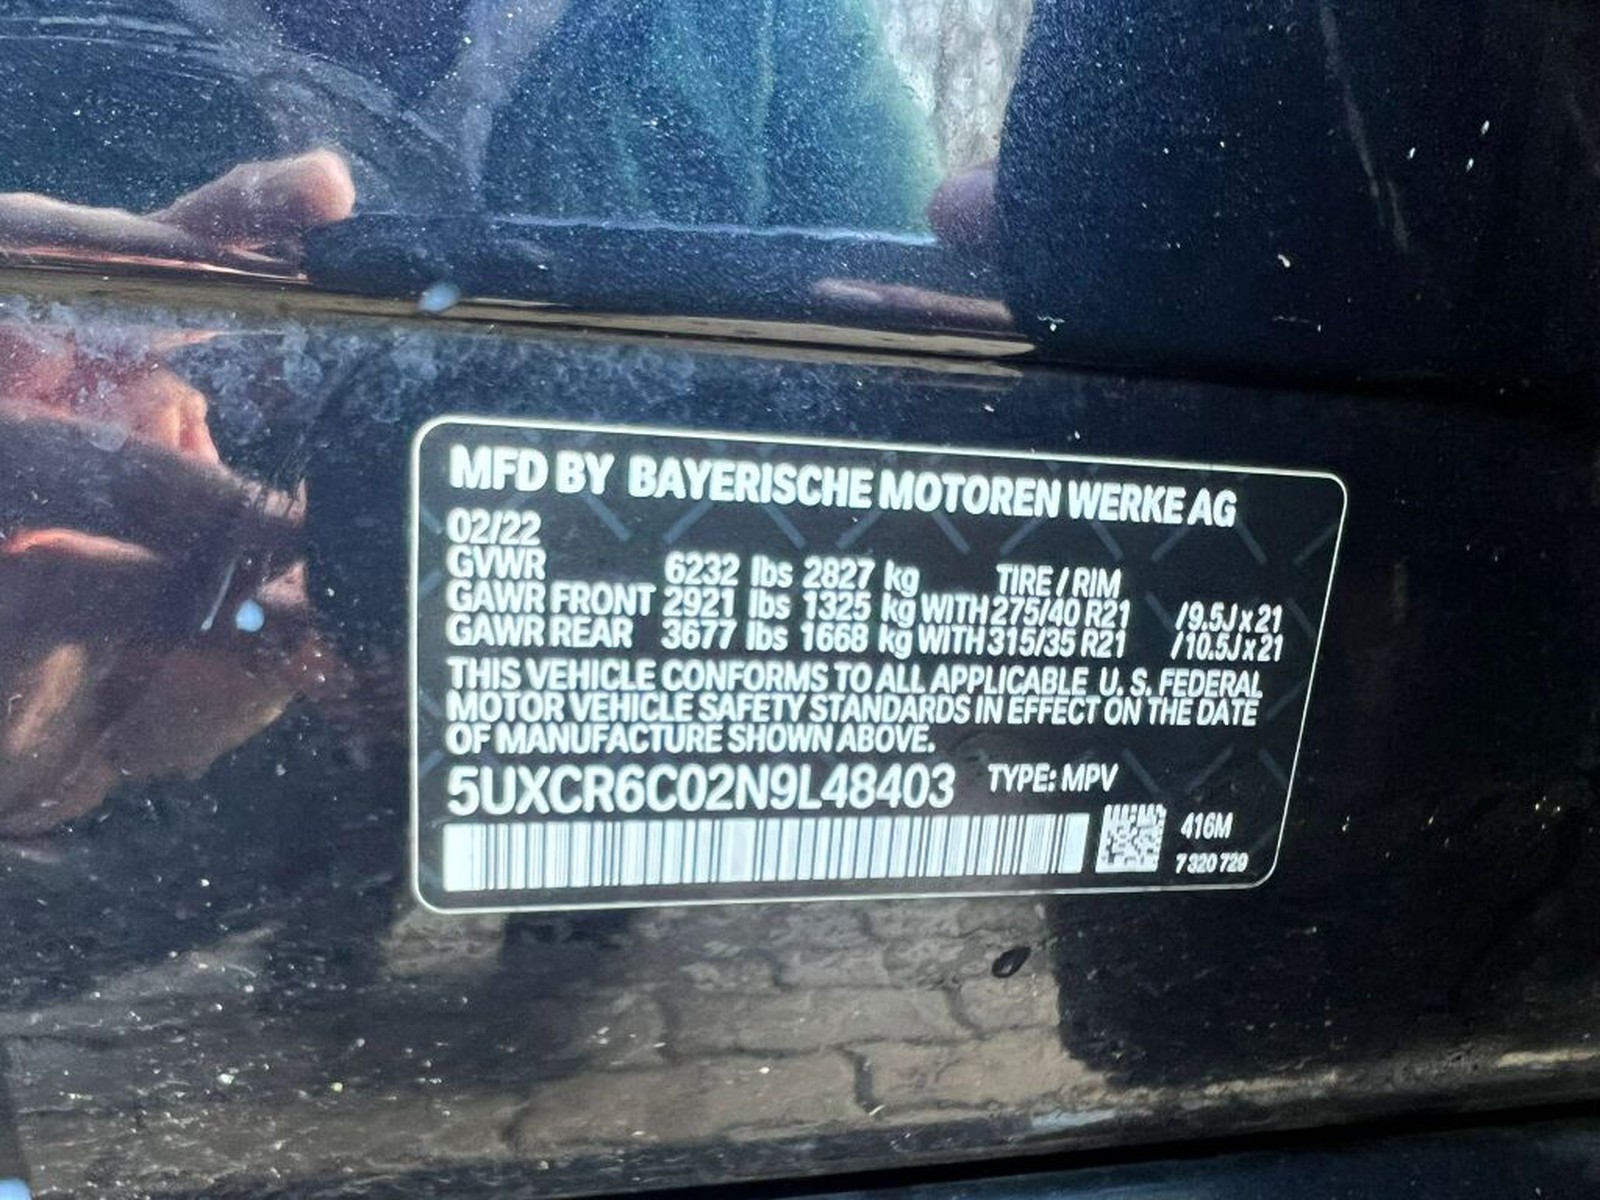 MFD BY BAYERISCHE MOTOREN WERKE AG
02/22
GVWR 6232 lbs 2827 kg TIRE / RIM
GAWR FRONT 2921 lbs 1325 kg WITH 275/40 R21 /9.5J x 21
GAWR REAR 3677 lbs 1668 kg WITH 315/35 R21 /10.5J x 21
THIS VEHICLE CONFORMS TO ALL APPLICABLE U. S. FEDERAL
MOTOR VEHICLE SAFETY STANDARDS IN EFFECT ON THE DATE
OF MANUFACTURE SHOWN ABOVE.
5UXCR6C02N9L48403 TYPE: MPV
416M
7 320 729